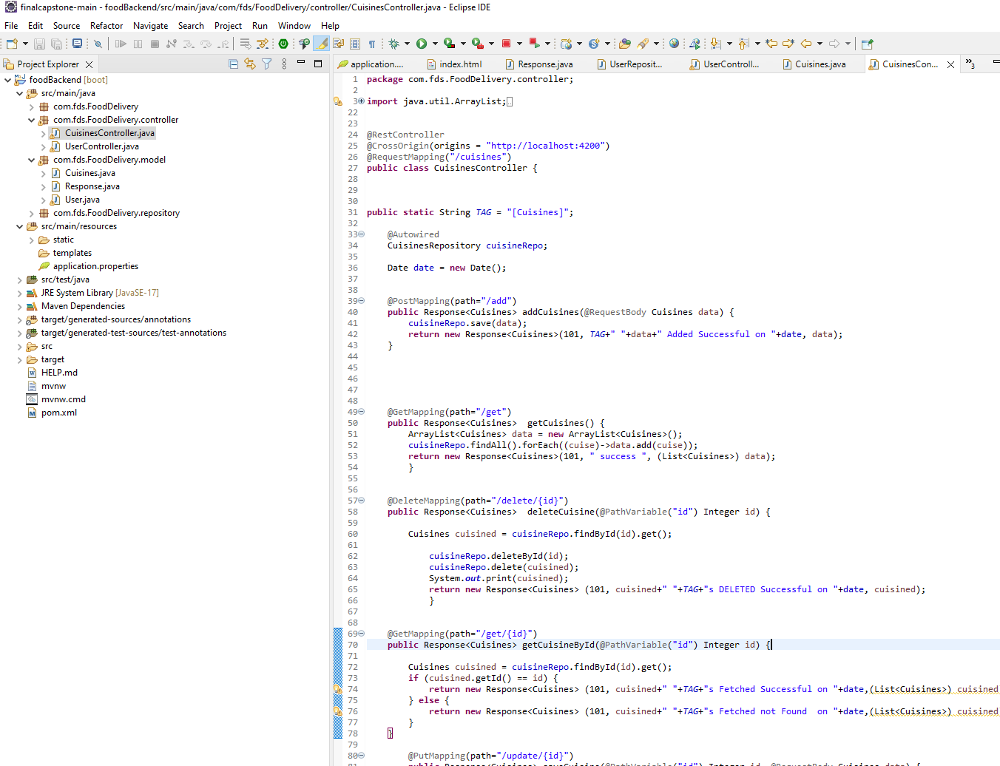 finalcapstone-main - foodBackend/src/main/java/com/fds/FoodDelivery/controller/CuisinesController.java - Eclipse IDE
File Edit Source Refactor Navigate Search Project Run Window Help
Project Explorer
foodBackend [boot]
src/main/java
com.fds.FoodDelivery
com.fds.FoodDelivery.controller
CuisinesController.java
UserController.java
com.fds.FoodDelivery.model
Cuisines.java
Response.java
User.java
com.fds.FoodDelivery.repository
src/main/resources
static
templates
application.properties
src/test/java
JRE System Library [JavaSE-17]
Maven Dependencies
target/generated-sources/annotations
target/generated-test-sources/test-annotations
src
target
HELP.md
mvnw
mvnw.cmd
pom.xml
application.... index.html Response.java UserReposit... UserControll... Cuisines.java CuisinesCon... »3
1 package com.fds.FoodDelivery.controller;
2
3 import java.util.ArrayList;
22
23
24 @RestController
25 @CrossOrigin(origins = "http://localhost:4200")
26 @RequestMapping("/cuisines")
27 public class CuisinesController {
28
29
30
31 public static String TAG = "[Cuisines]";
32
33 @Autowired
34 CuisinesRepository cuisineRepo;
35
36 Date date = new Date();
37
38
39 @PostMapping(path="/add")
40 public Response<Cuisines> addCuisines(@RequestBody Cuisines data) {
41 cuisineRepo.save(data);
42 return new Response<Cuisines>(101, TAG+" "+data+" Added Successful on "+date, data);
43 }
44
45
46
47
48
49 @GetMapping(path="/get")
50 public Response<Cuisines>  getCuisines() {
51 ArrayList<Cuisines> data = new ArrayList<Cuisines>();
52 cuisineRepo.findAll().forEach((cuise)->data.add(cuise));
53 return new Response<Cuisines>(101, " success ", (List<Cuisines>) data);
54 }
55
56
57 @DeleteMapping(path="/delete/{id}")
58 public Response<Cuisines>  deleteCuisine(@PathVariable("id") Integer id) {
59
60 Cuisines cuisined = cuisineRepo.findById(id).get();
61
62 cuisineRepo.deleteById(id);
63 cuisineRepo.delete(cuisined);
64 System.out.print(cuisined);
65 return new Response<Cuisines> (101, cuisined+" "+TAG+"s DELETED Successful on "+date, cuisined);
66 }
67
68
69 @GetMapping(path="/get/{id}")
70 public Response<Cuisines> getCuisineById(@PathVariable("id") Integer id) {
71
72 Cuisines cuisined = cuisineRepo.findById(id).get();
73 if (cuisined.getId() == id) {
74 return new Response<Cuisines> (101, cuisined+" "+TAG+"s Fetched Successful on "+date,(List<Cuisines>) cuisined
75 } else {
76 return new Response<Cuisines> (101, cuisined+" "+TAG+"s Fetched not Found  on "+date,(List<Cuisines>) cuisined
77 }
78 }
79
80 @PutMapping(path="/update/{id}")